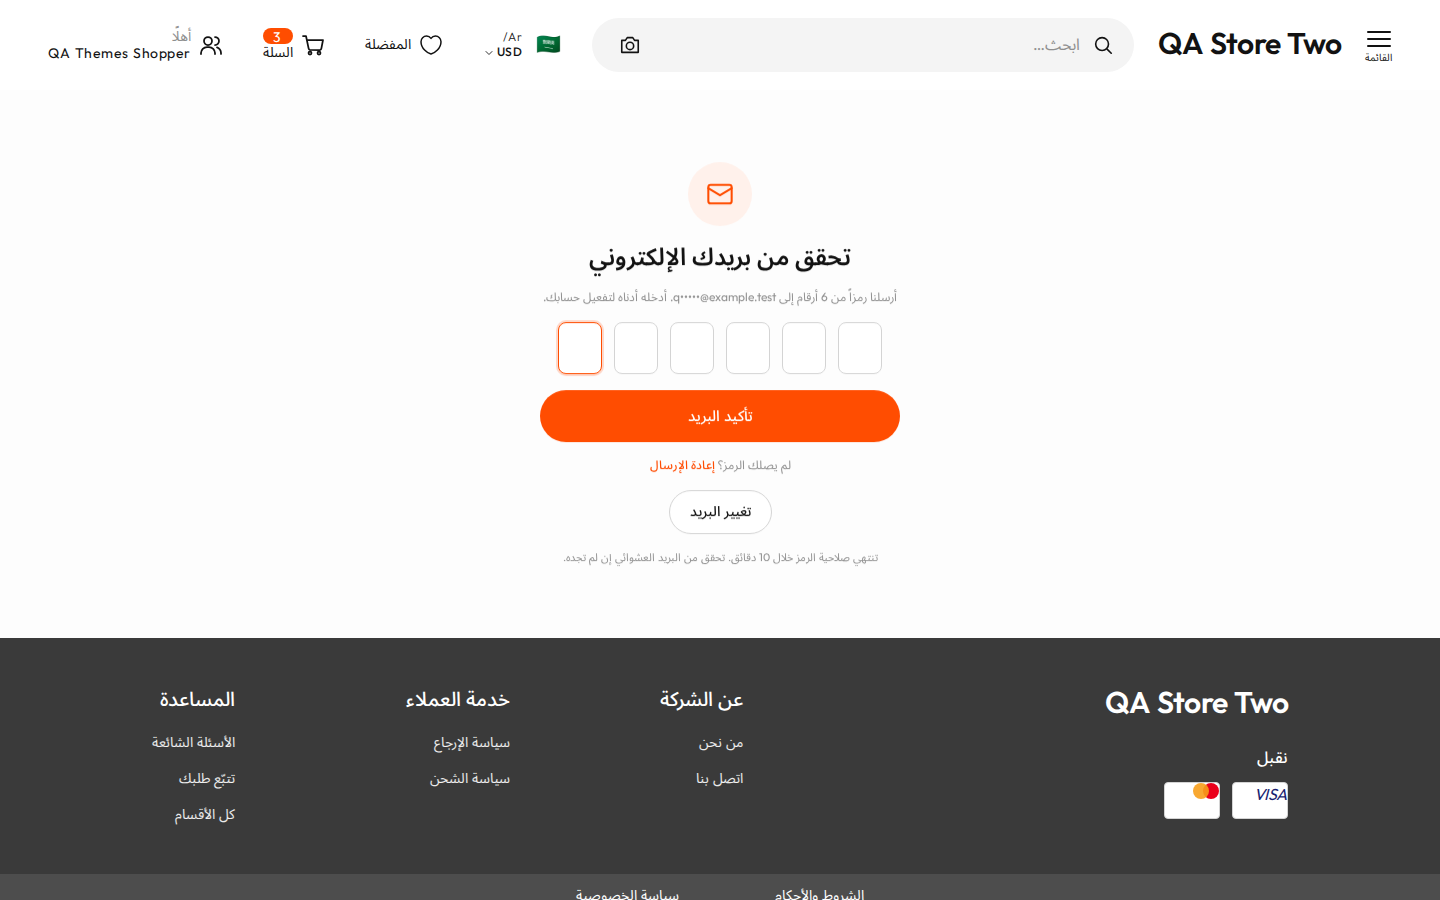 القائمة
QA Store Two
ابحث...
Ar/
USD
المفضلة
3
السلة
أهلًا
QA Themes Shopper
تحقق من بريدك الإلكتروني
أرسلنا رمزاً من 6 أرقام إلى q•••••@example.test. أدخله أدناه لتفعيل حسابك.
تأكيد البريد
لم يصلك الرمز؟ إعادة الإرسال
تغيير البريد
تنتهي صلاحية الرمز خلال 10 دقائق. تحقق من البريد العشوائي إن لم تجده.
QA Store Two
نقبل
VISA
عن الشركة
من نحن
اتصل بنا
خدمة العملاء
سياسة الإرجاع
سياسة الشحن
المساعدة
الأسئلة الشائعة
تتبّع طلبك
كل الأقسام
الشروط والأحكام
سياسة الخصوصية